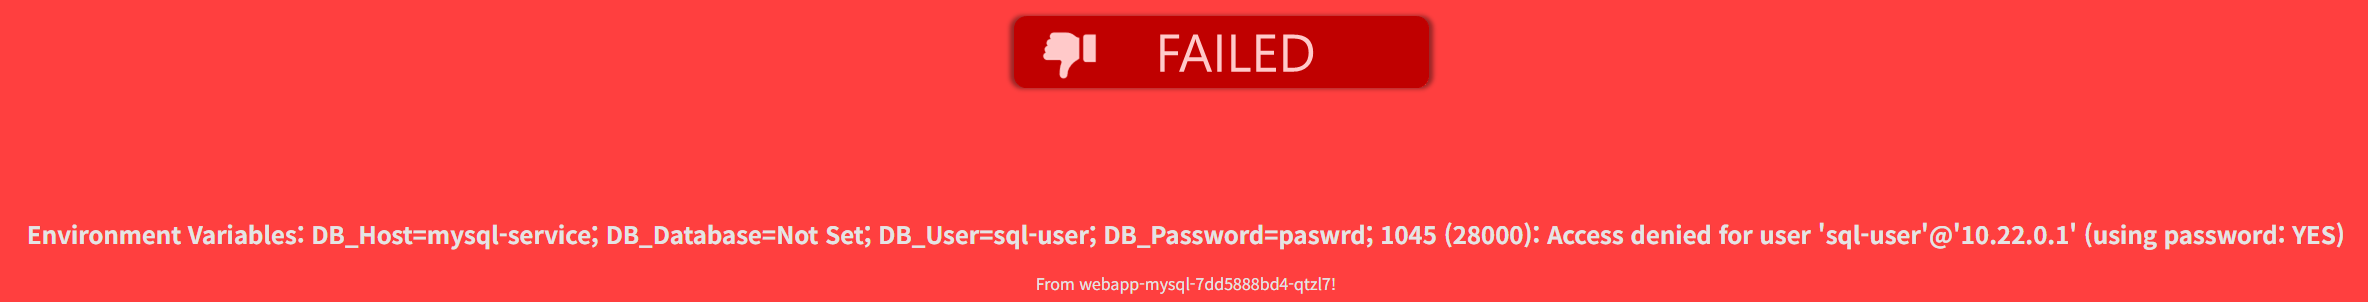 FAILED
Environment Variables: DB_Host=mysql-service; DB_Database=Not Set; DB_User=sql-user; DB_Password=paswrd; 1045 (28000): Access denied for user 'sql-user'@'10.22.0.1' (using password: YES)
From webapp-mysql-7dd5888bd4-qtzl7!